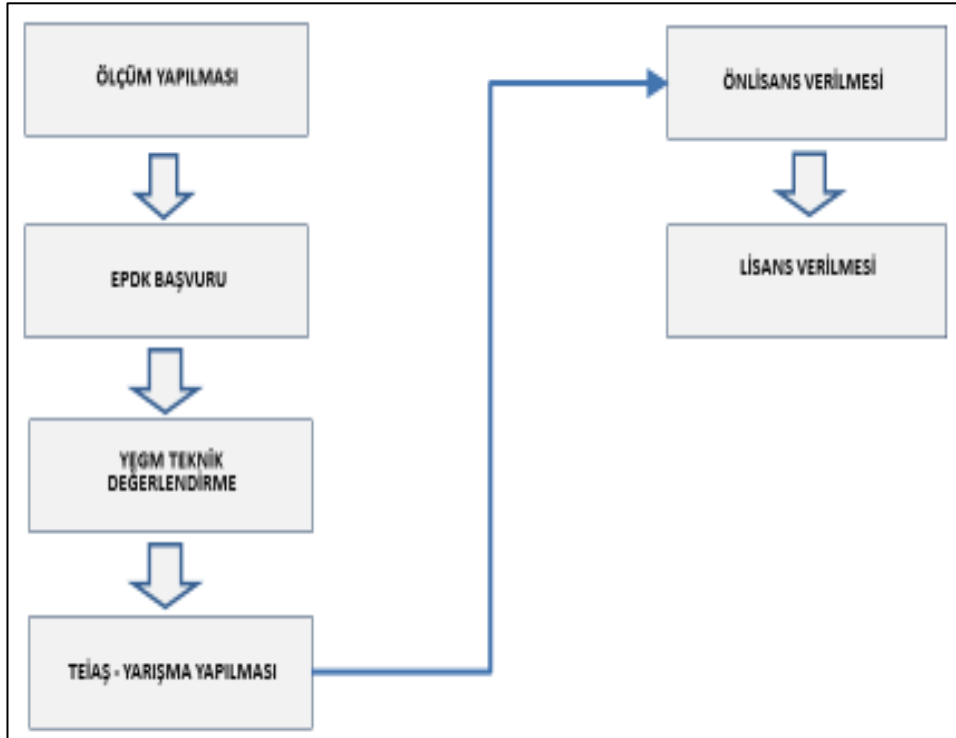 ÖLÇÜM YAPILMASI
EPDK BAŞVURU
YEGM TEKNİK
DEĞERLENDİRME
TEİAŞ - YARIŞMA YAPILMASI
ÖNLİSANS VERİLMESİ
LİSANS VERİLMESİ